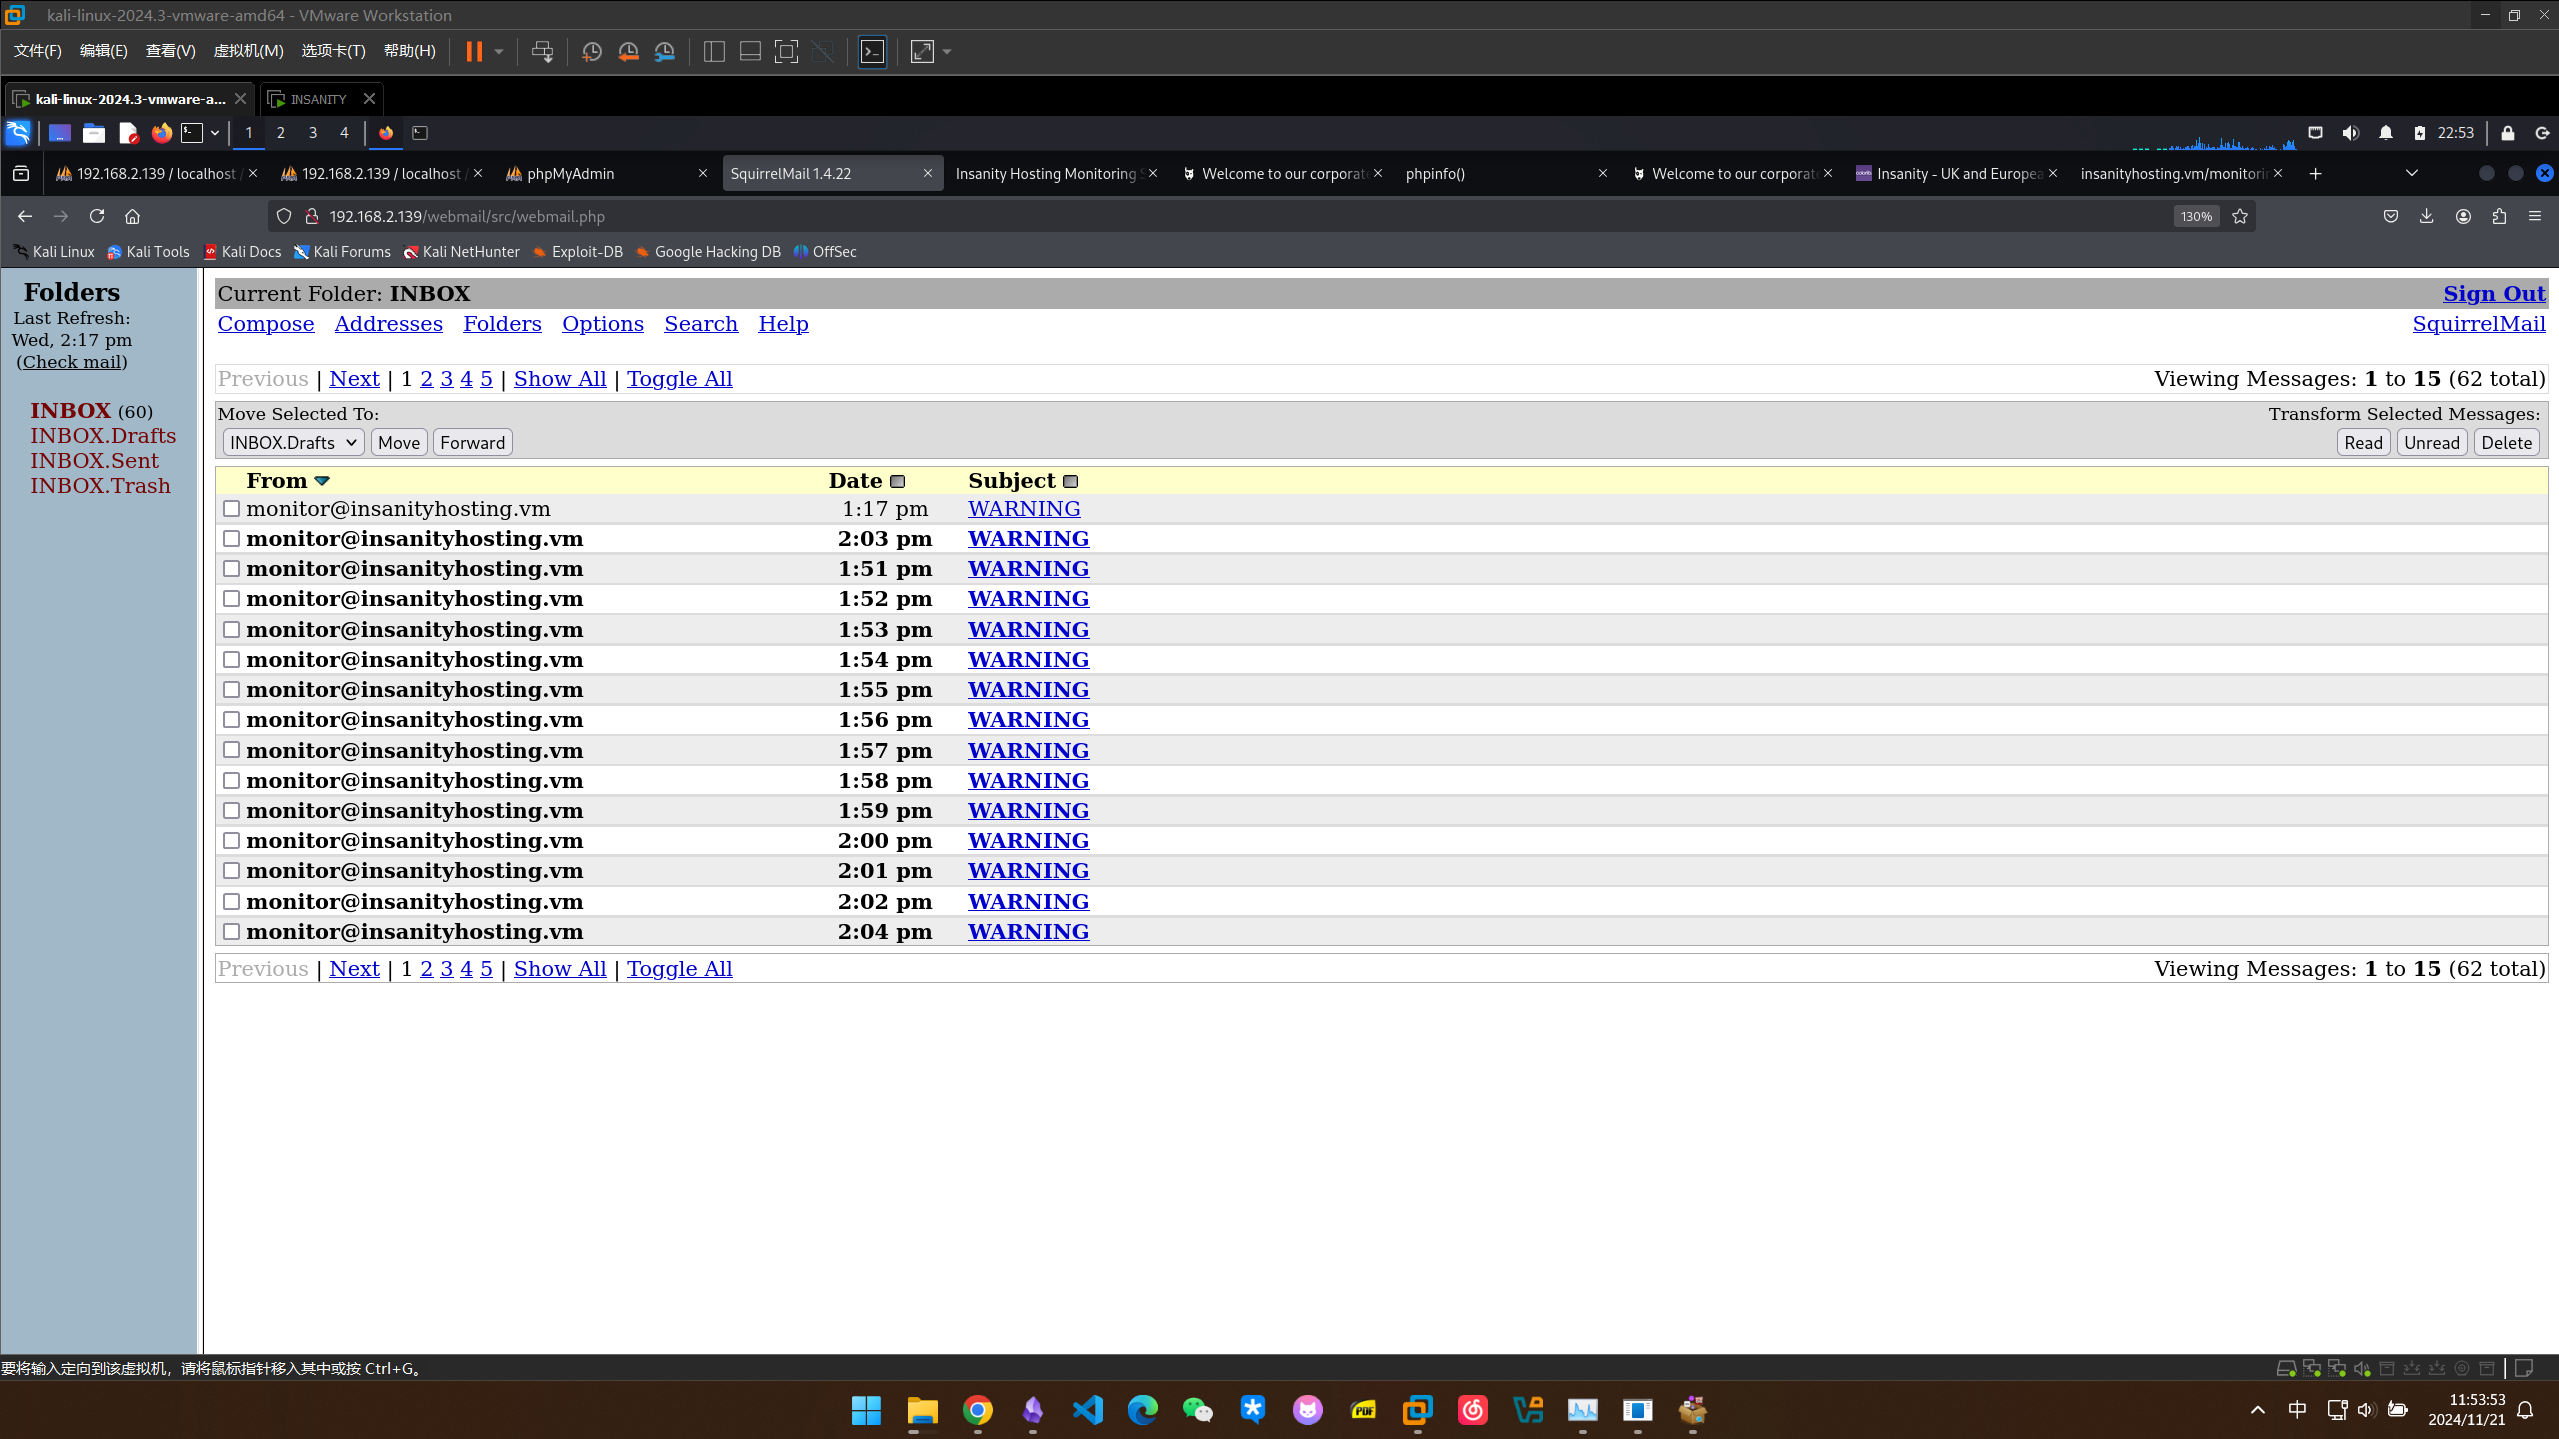 kali-linux-2024.3-vmware-amd64 - VMware Workstation
文件(F) 编辑(E) 查看(V) 虚拟机(M) 选项卡(T) 帮助(H)
kali-linux-2024.3-vmware-a... INSANITY
1 2 3 4 22:53
192.168.2.139 / localhost / 192.168.2.139 / localhost / phpMyAdmin SquirrelMail 1.4.22 Insanity Hosting Monitoring S Welcome to our corporate phpinfo() Welcome to our corporate Insanity - UK and Europea insanityhosting.vm/monitorin
192.168.2.139/webmail/src/webmail.php 130%
Kali Linux Kali Tools Kali Docs Kali Forums Kali NetHunter Exploit-DB Google Hacking DB OffSec
Folders
Last Refresh:
Wed, 2:17 pm
(Check mail)
INBOX (60)
INBOX.Drafts
INBOX.Sent
INBOX.Trash
Current Folder: INBOX Sign Out
Compose Addresses Folders Options Search Help SquirrelMail
Previous | Next | 1 2 3 4 5 | Show All | Toggle All Viewing Messages: 1 to 15 (62 total)
Move Selected To: Transform Selected Messages:
INBOX.Drafts Move Forward Read Unread Delete
From Date Subject
monitor@insanityhosting.vm 1:17 pm WARNING
monitor@insanityhosting.vm 2:03 pm WARNING
monitor@insanityhosting.vm 1:51 pm WARNING
monitor@insanityhosting.vm 1:52 pm WARNING
monitor@insanityhosting.vm 1:53 pm WARNING
monitor@insanityhosting.vm 1:54 pm WARNING
monitor@insanityhosting.vm 1:55 pm WARNING
monitor@insanityhosting.vm 1:56 pm WARNING
monitor@insanityhosting.vm 1:57 pm WARNING
monitor@insanityhosting.vm 1:58 pm WARNING
monitor@insanityhosting.vm 1:59 pm WARNING
monitor@insanityhosting.vm 2:00 pm WARNING
monitor@insanityhosting.vm 2:01 pm WARNING
monitor@insanityhosting.vm 2:02 pm WARNING
monitor@insanityhosting.vm 2:04 pm WARNING
Previous | Next | 1 2 3 4 5 | Show All | Toggle All Viewing Messages: 1 to 15 (62 total)
要将输入定向到该虚拟机，请将鼠标指针移入其中或按 Ctrl+G。
PDF 中 11:53:53
2024/11/21